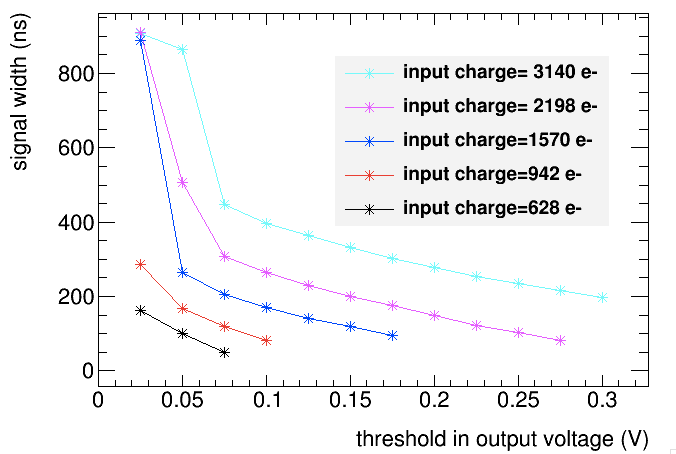 signal width (ns)
800
600
400
200
0
input charge= 3140 e-
input charge= 2198 e-
input charge=1570 e-
input charge=942 e-
input charge=628 e-
0 0.05 0.1 0.15 0.2 0.25 0.3
threshold in output voltage (V)